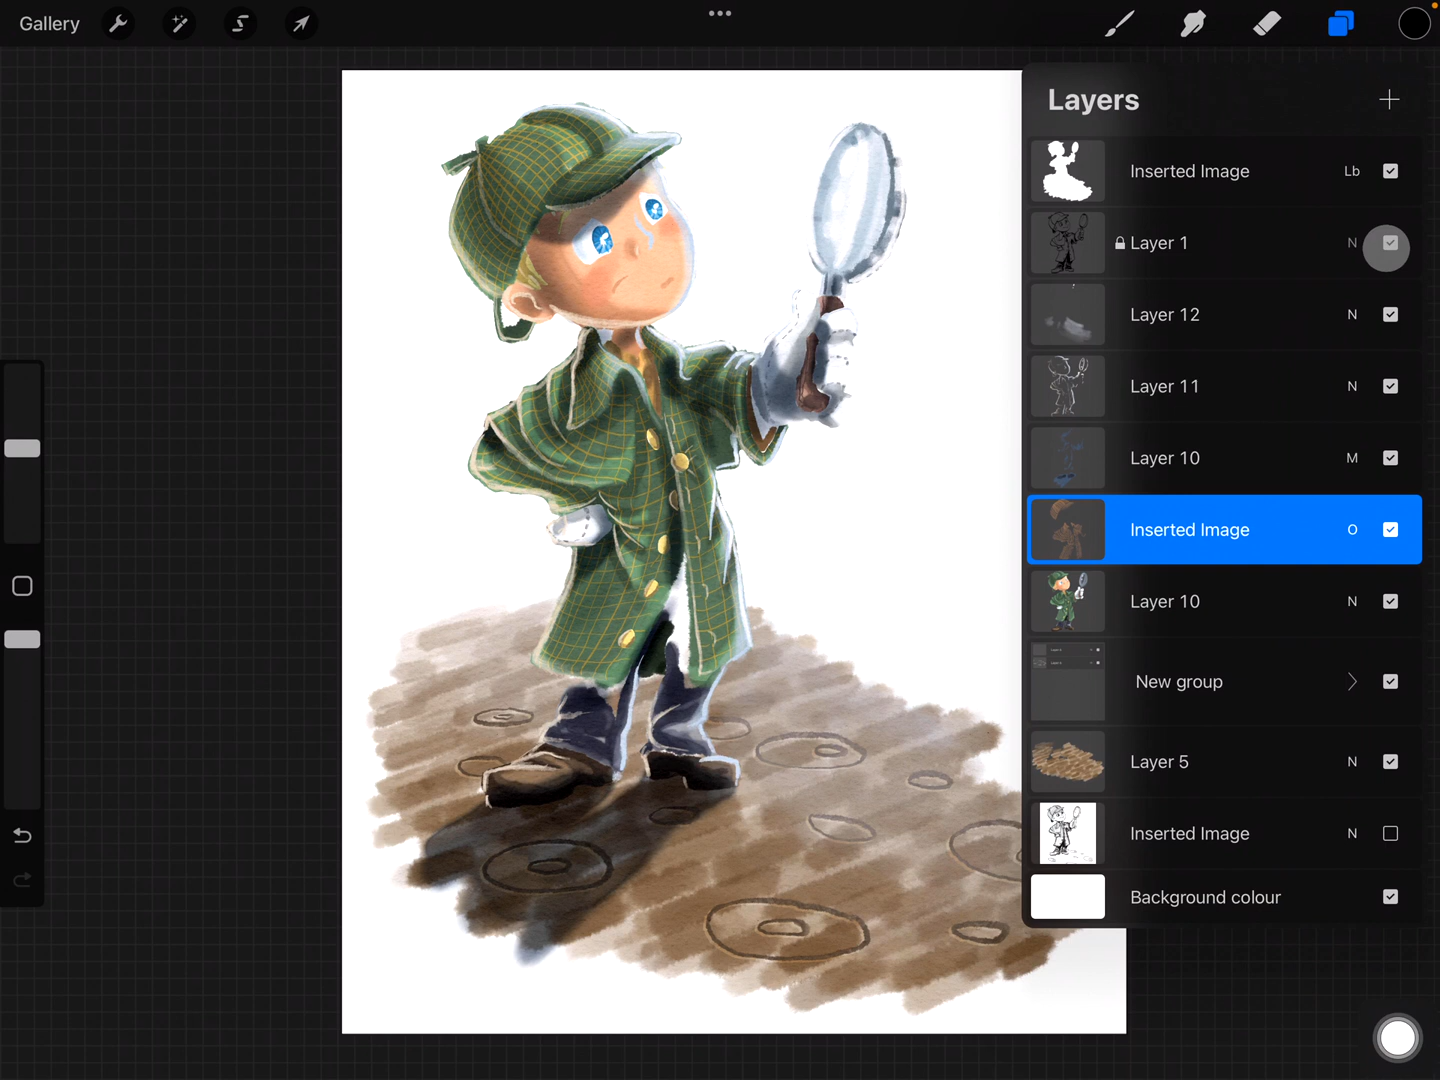 Gallery
Layers
Inserted Image Lb
Layer 1 N
Layer 12 N
Layer 11 N
Layer 10 M
Inserted Image O
Layer 10 N
New group
Layer 5 N
Inserted Image N
Background colour